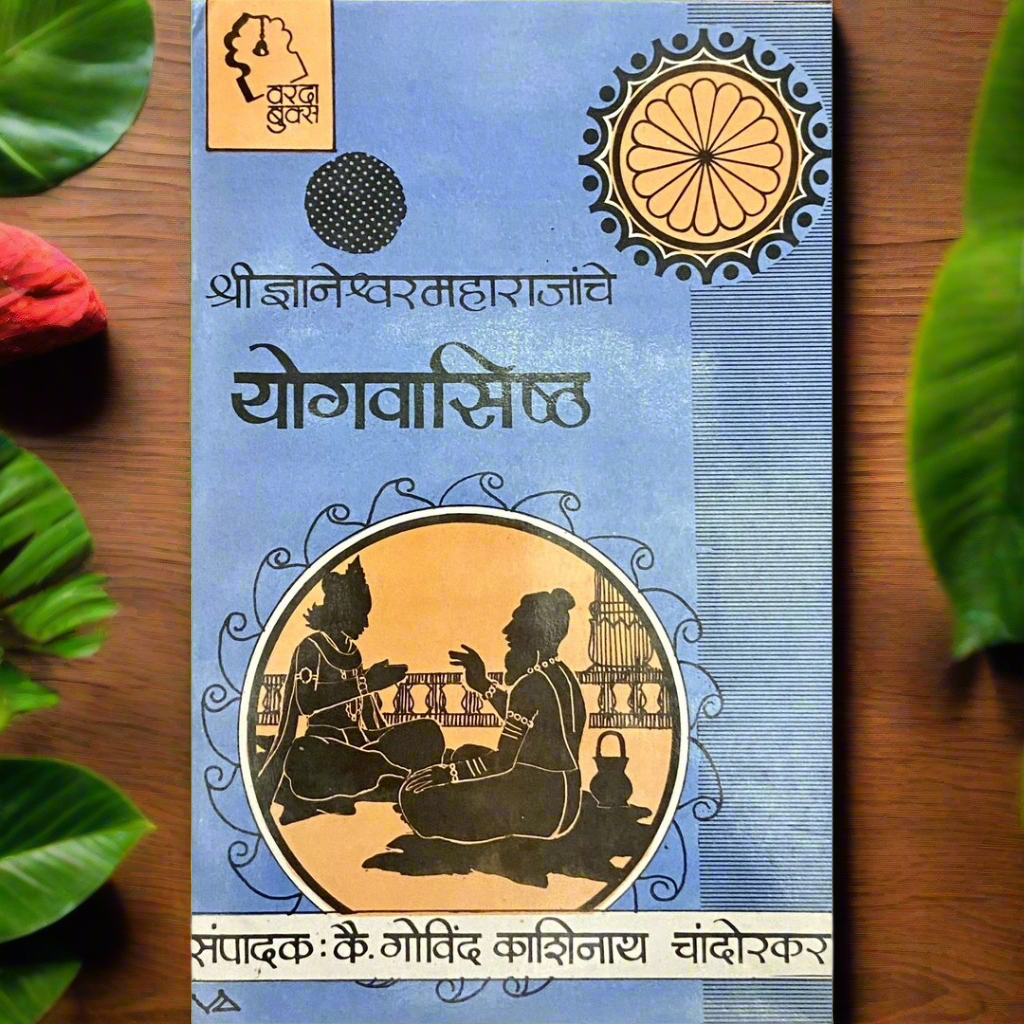 वरदा
बुक्स
श्रीज्ञानेश्वरमहाराजांचे
योगवासिष्ठ
संपादक : कै. गोविंद काशिनाथ चांदोरकर